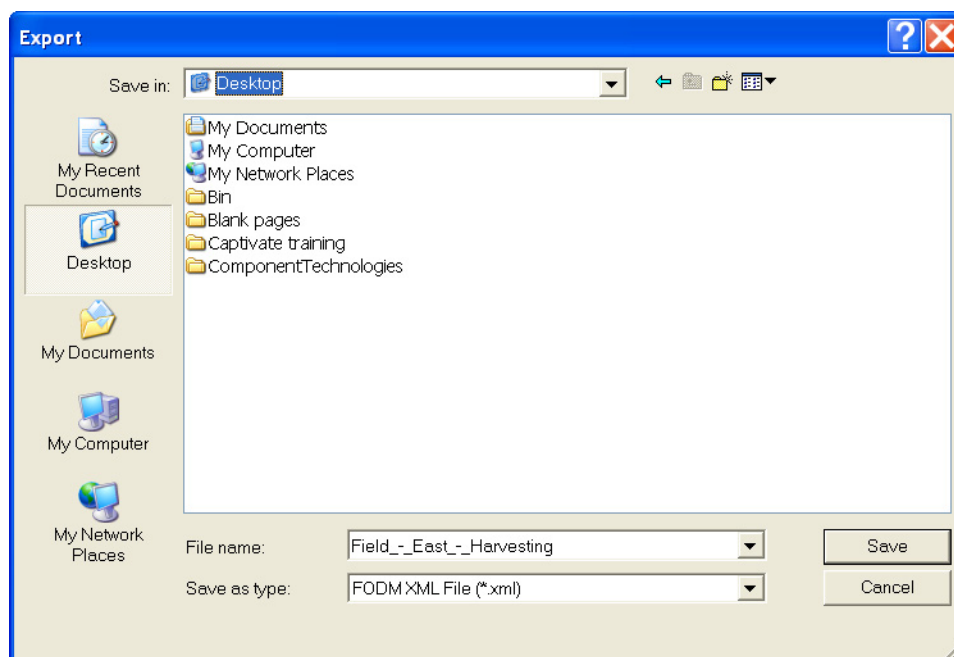 Export
Save in:
Desktop
My Recent
Documents
Desktop
My Documents
My Computer
My Network
Places
My Documents
My Computer
My Network Places
Bin
Blank pages
Captivate training
ComponentTechnologies
File name:
Field_-_East_-_Harvesting
Save
Save as type:
FODM XML File (*.xml)
Cancel